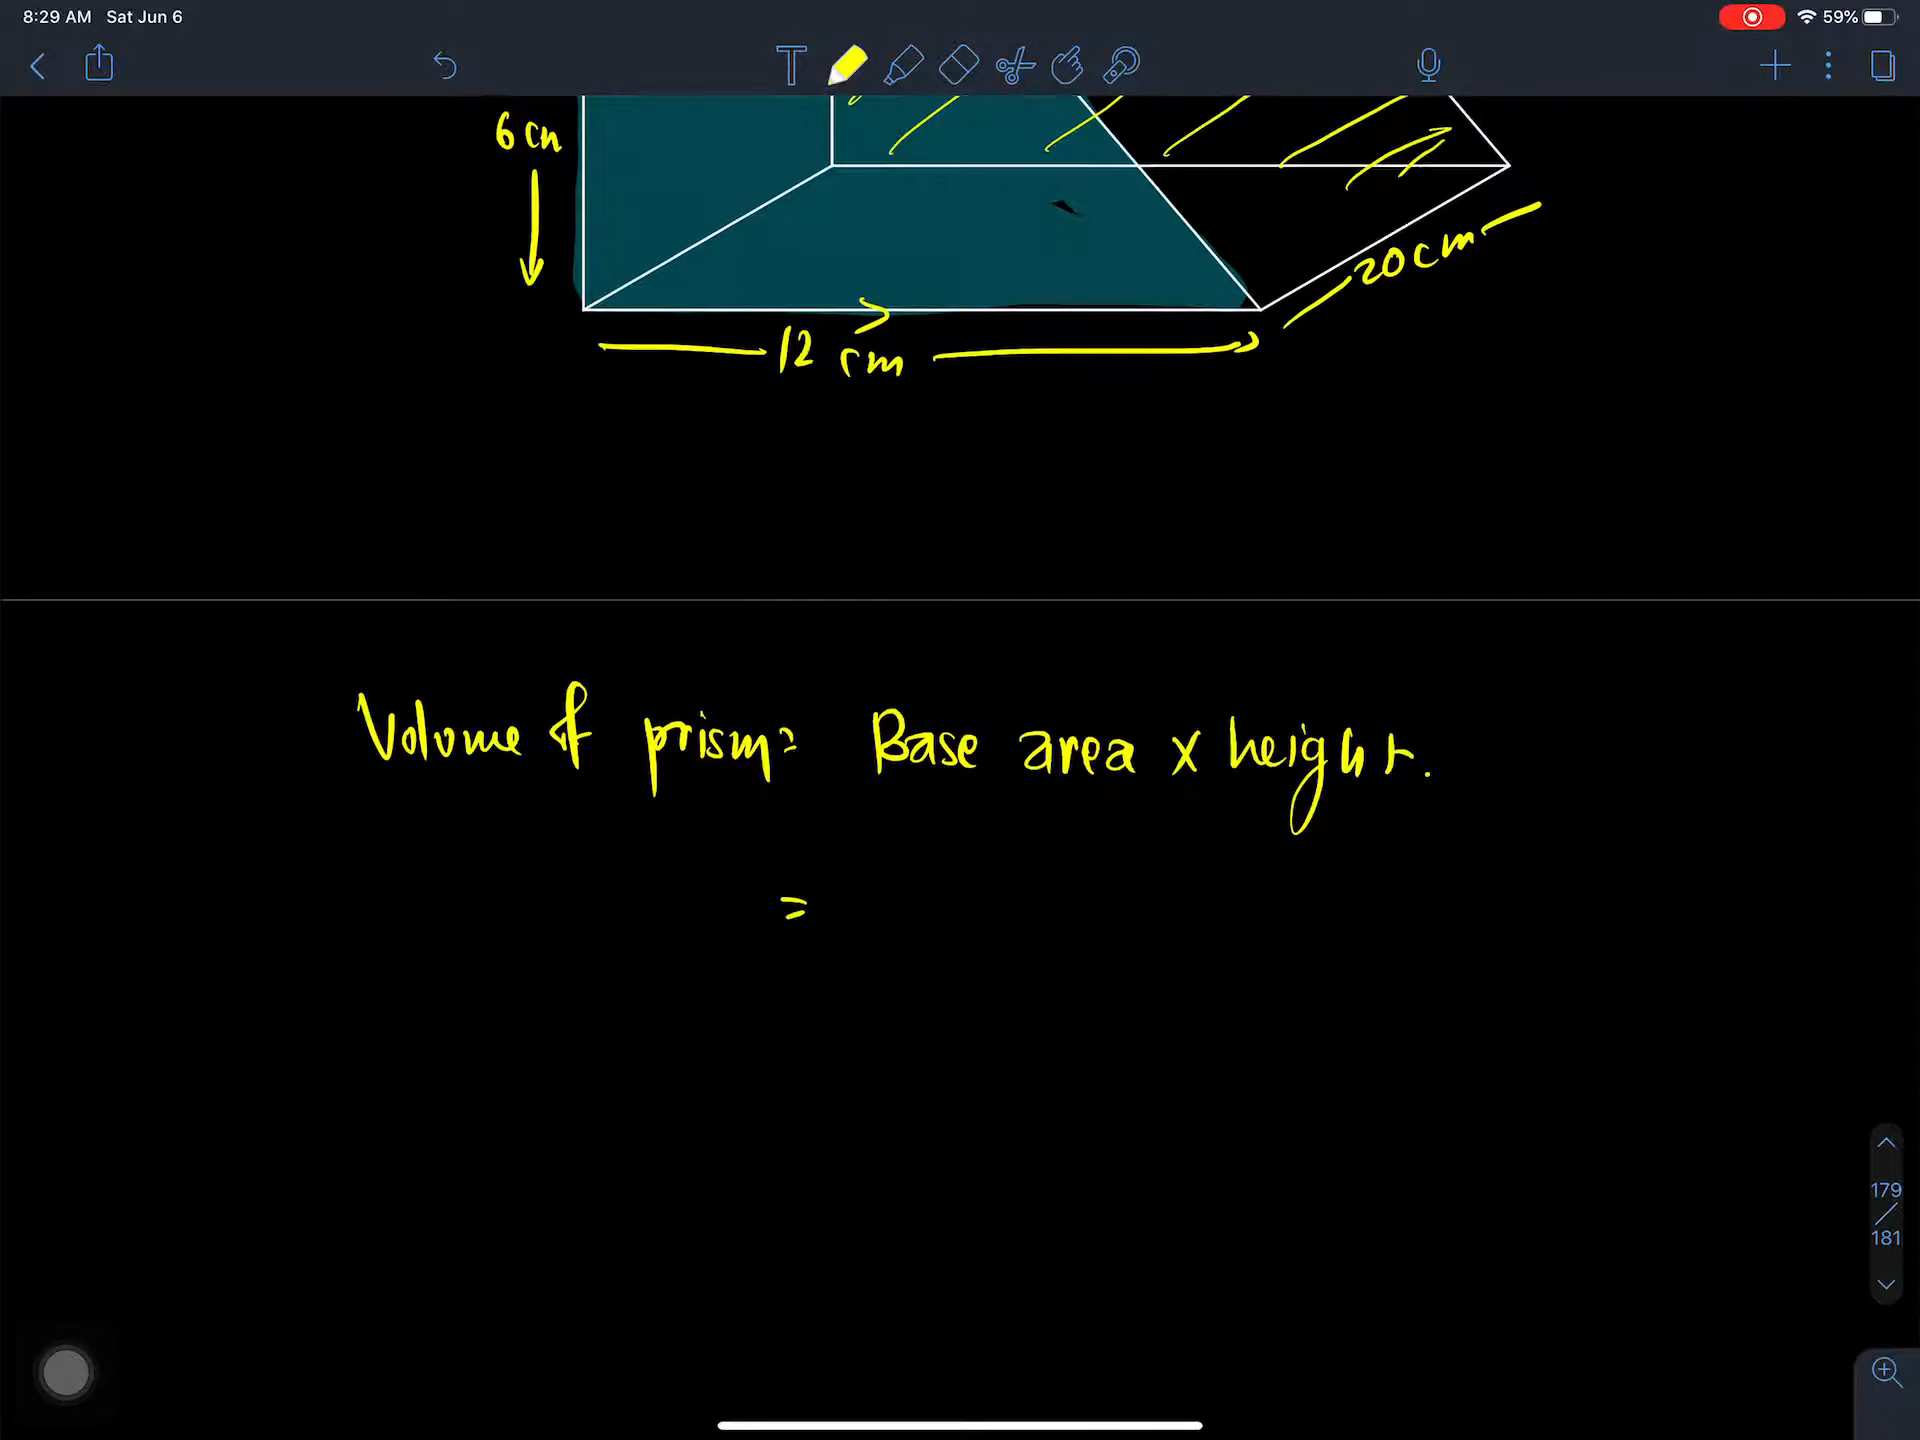 8:29 AM Sat Jun 6
59%
6 cm
20cm
12 cm
Volume of prism = Base area x height.
=
179
181